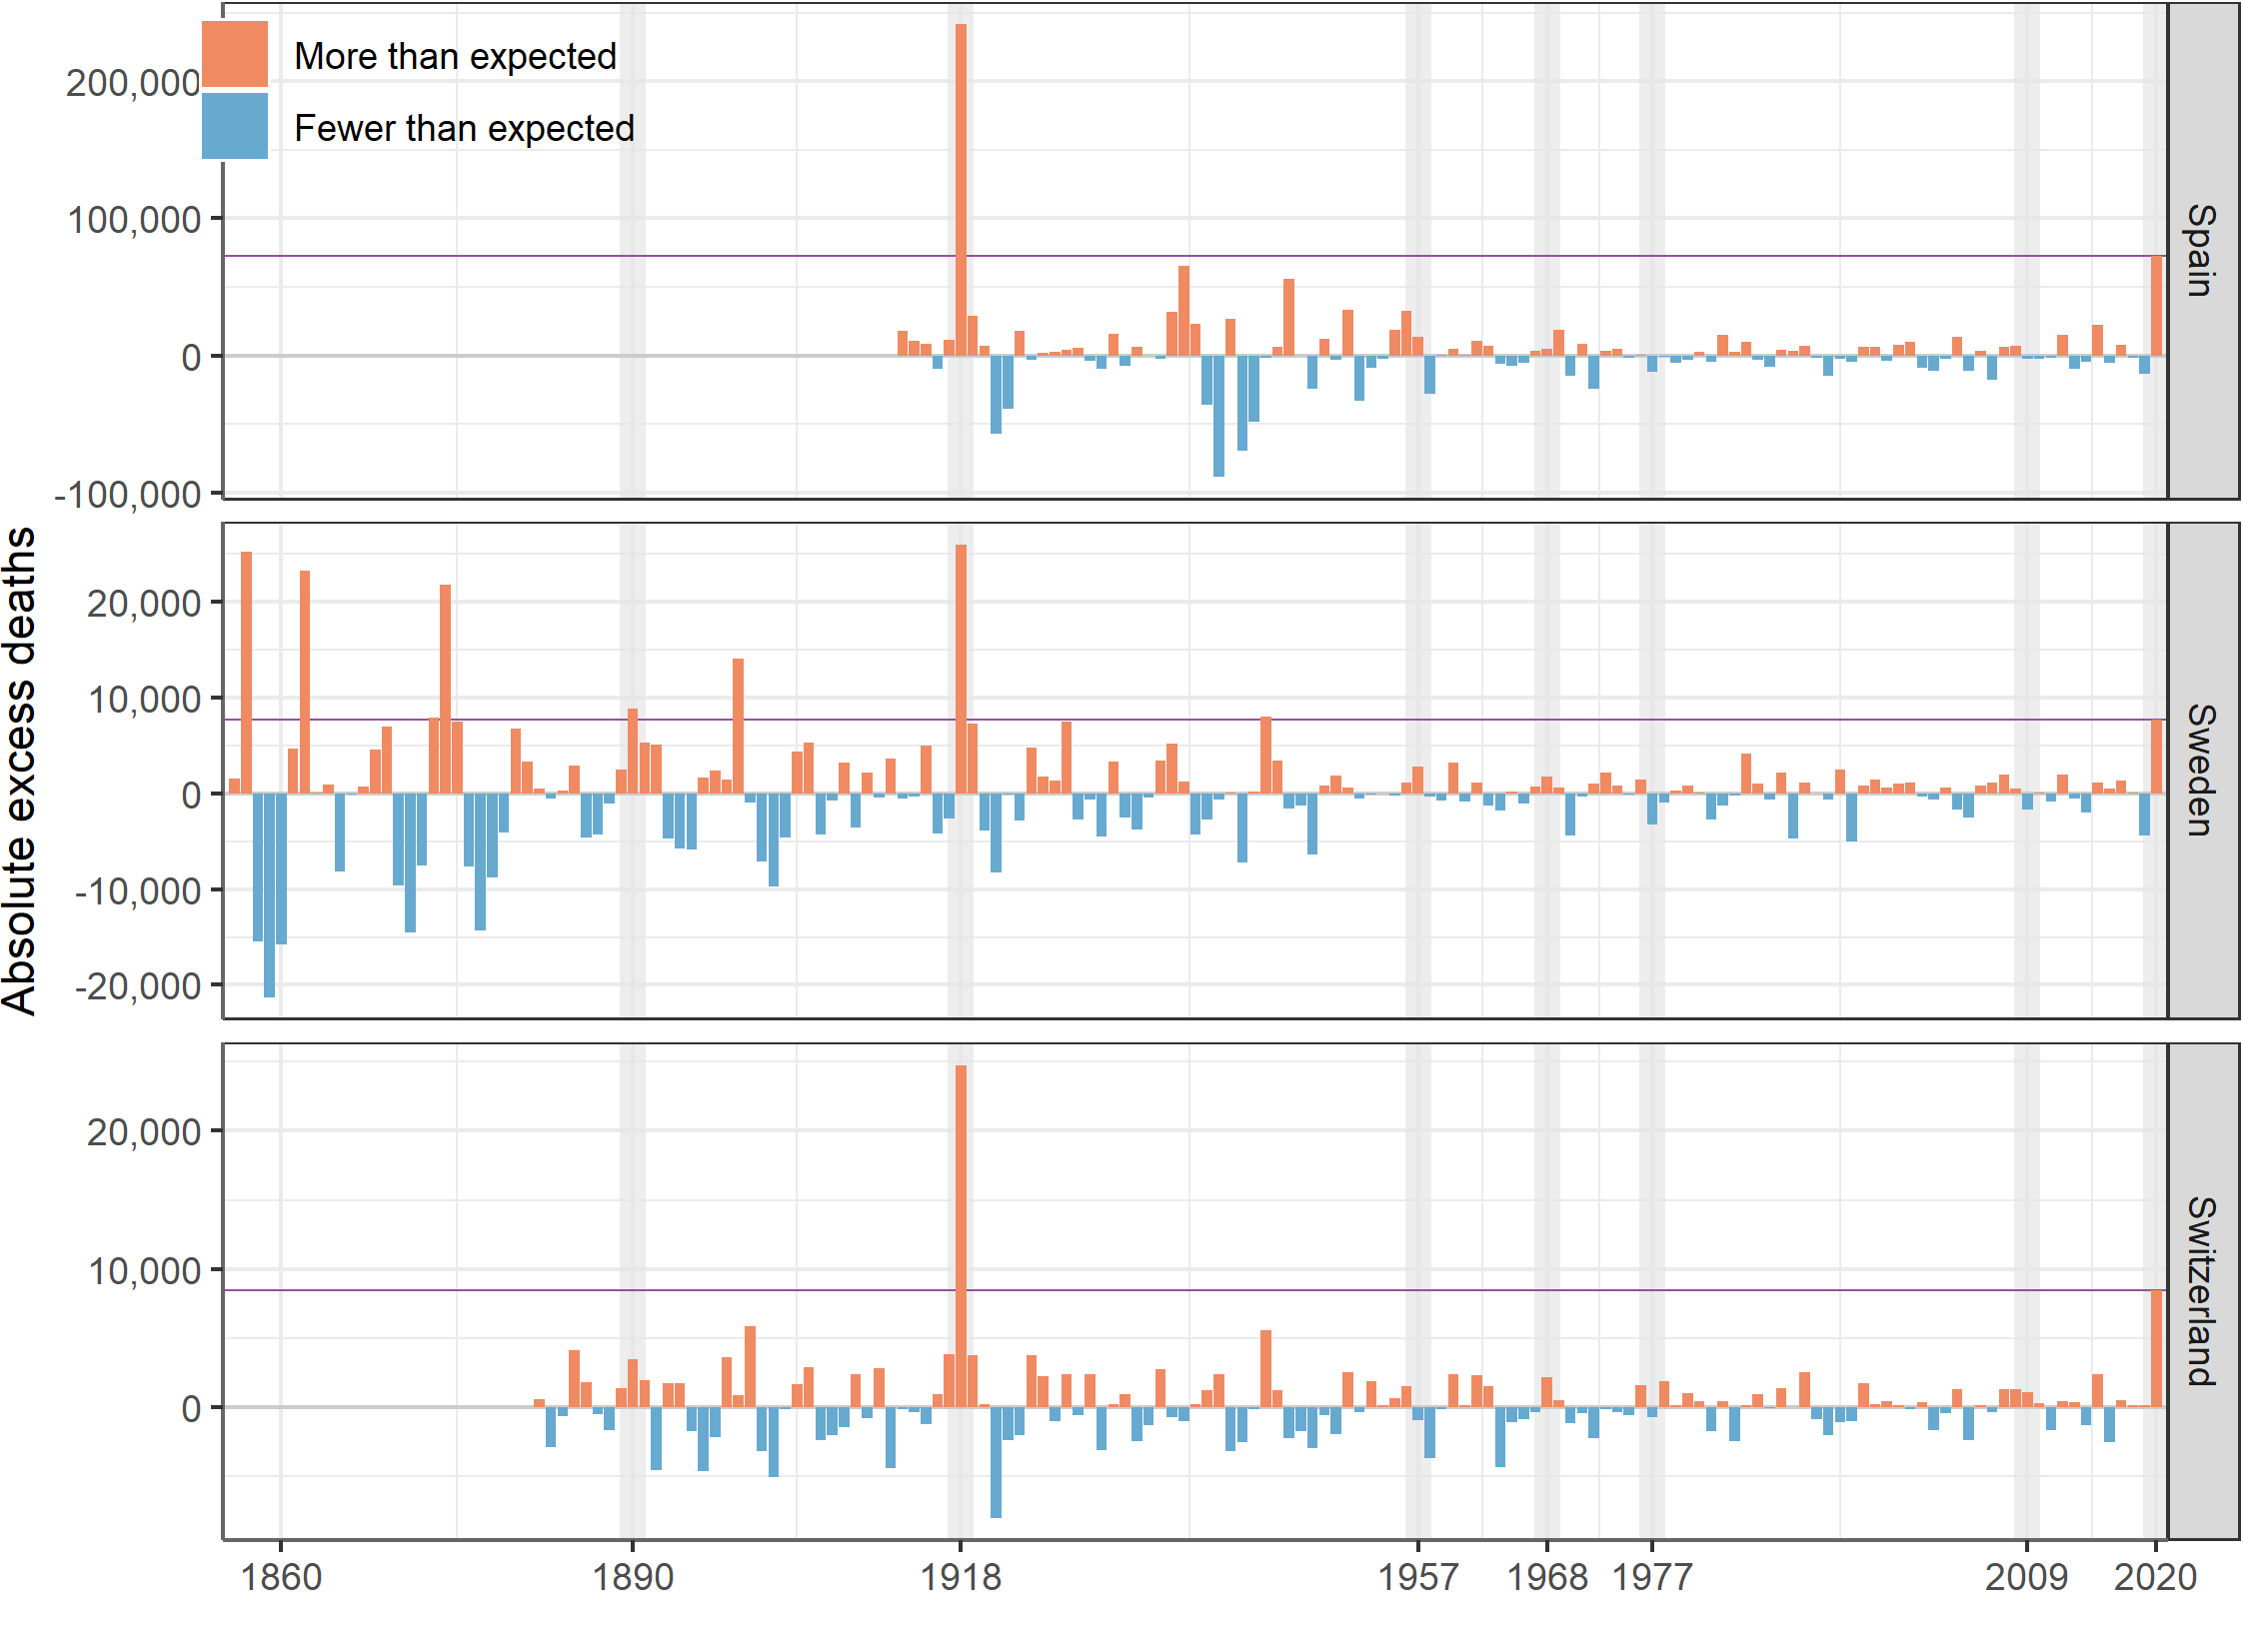 More than expected
Fewer than expected
200,000
100,000
0
-100,000
Spain
Absolute excess deaths
20,000
10,000
0
-10,000
-20,000
Sweden
20,000
10,000
0
Switzerland
1860 1890 1918 1957 1968 1977 2009 2020